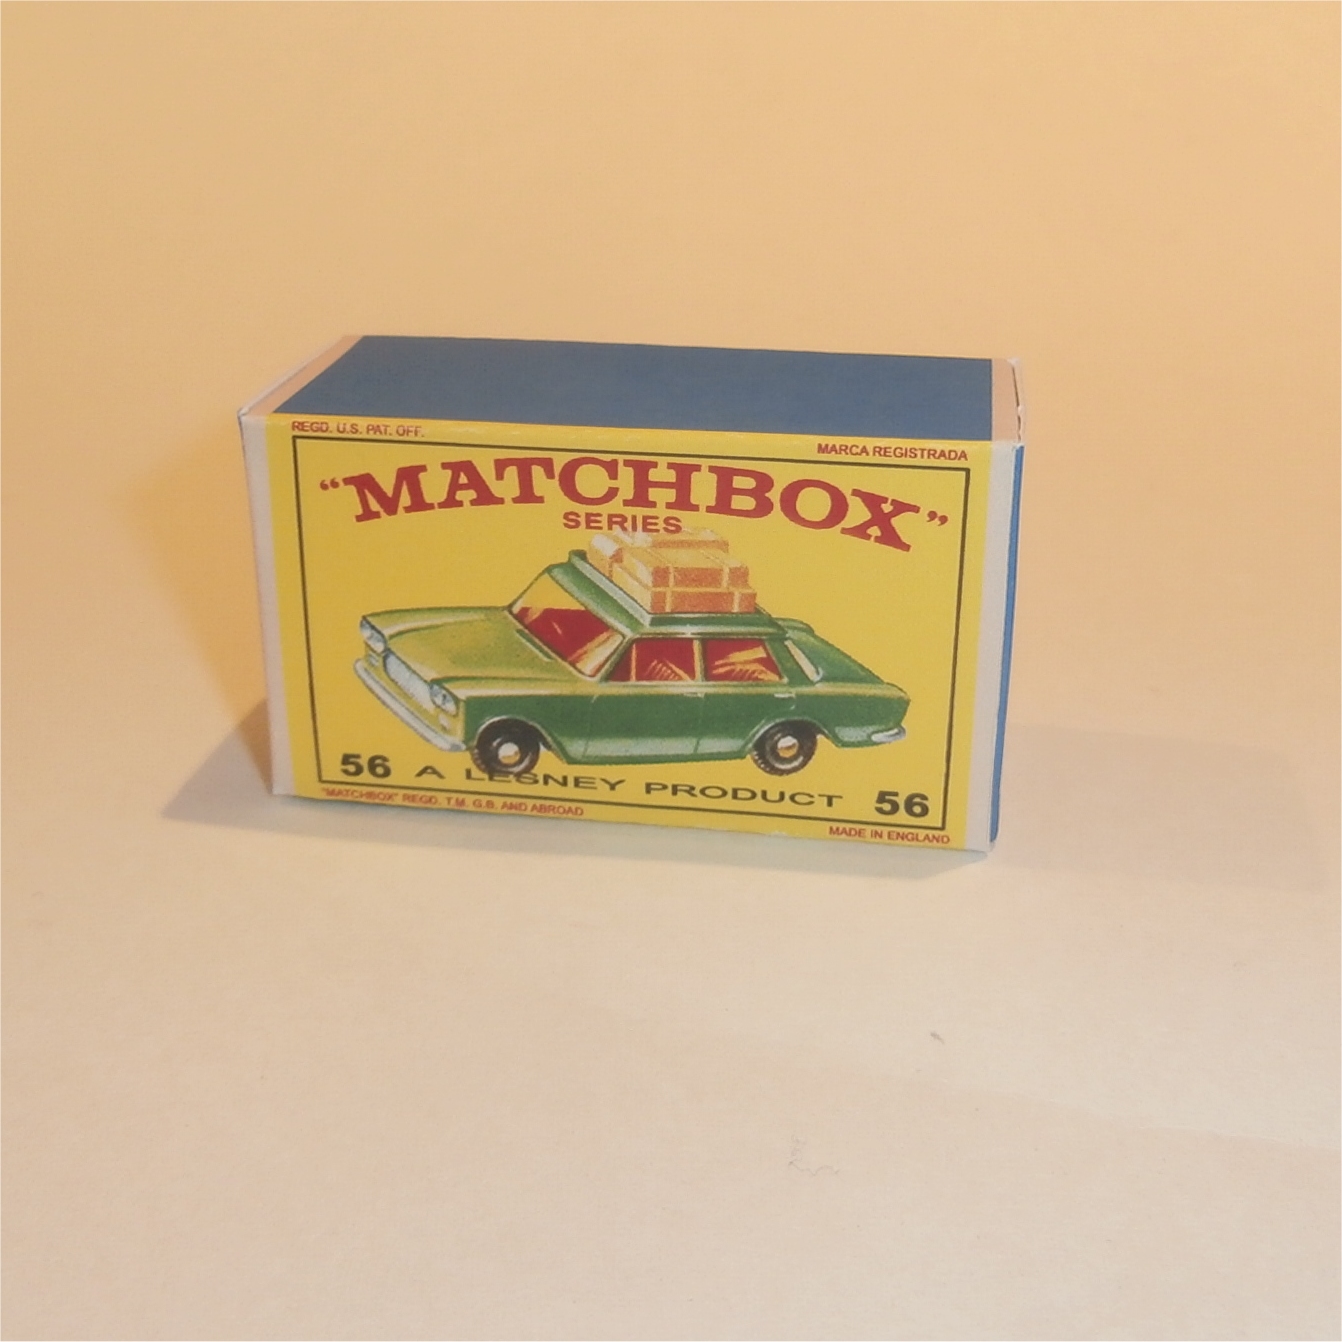 REGD. U.S. PAT. OFF.
MARCA REGISTRADA
“MATCHBOX”
SERIES
56 A LESNEY PRODUCT 56
"MATCHBOX" REGD. T.M. G.B. AND ABROAD
MADE IN ENGLAND